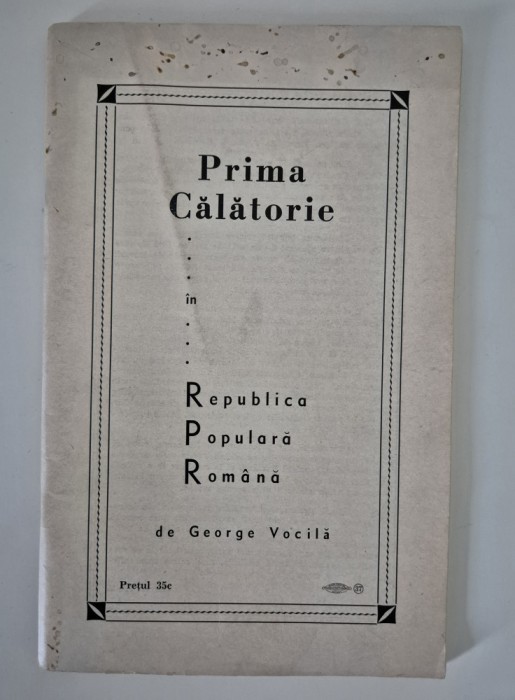 Prima
Călătorie
în
Republica
Populară
Română
de George Vocilă
Prețul 35c